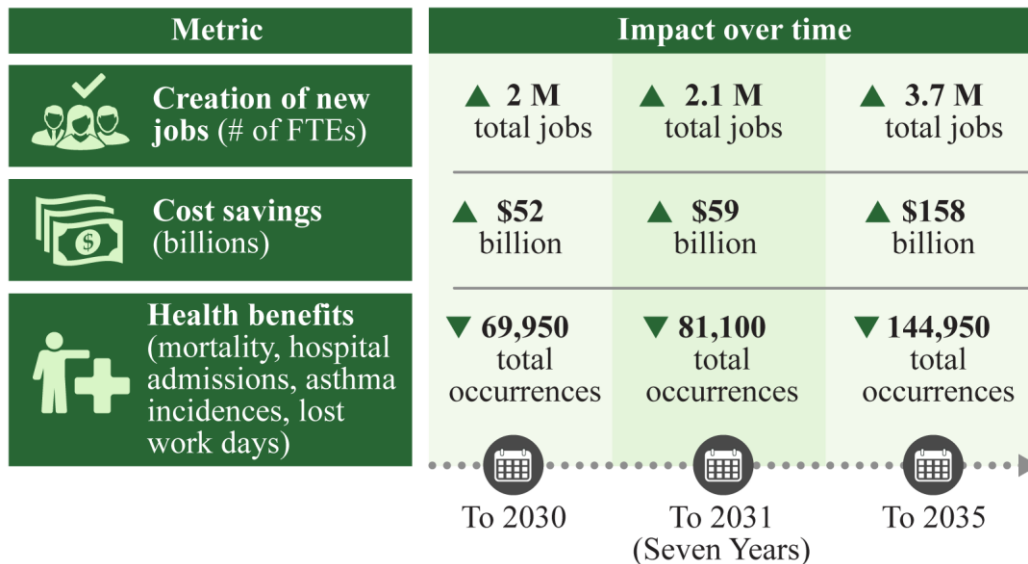 Metric
Impact over time
Creation of new
jobs (# of FTEs)
2 M
total jobs
2.1 M
total jobs
3.7 M
total jobs
Cost savings
(billions)
$52
billion
$59
billion
$158
billion
Health benefits
(mortality, hospital
admissions, asthma
incidences, lost
work days)
69,950
total
occurrences
81,100
total
occurrences
144,950
total
occurrences
To 2030
To 2031
(Seven Years)
To 2035